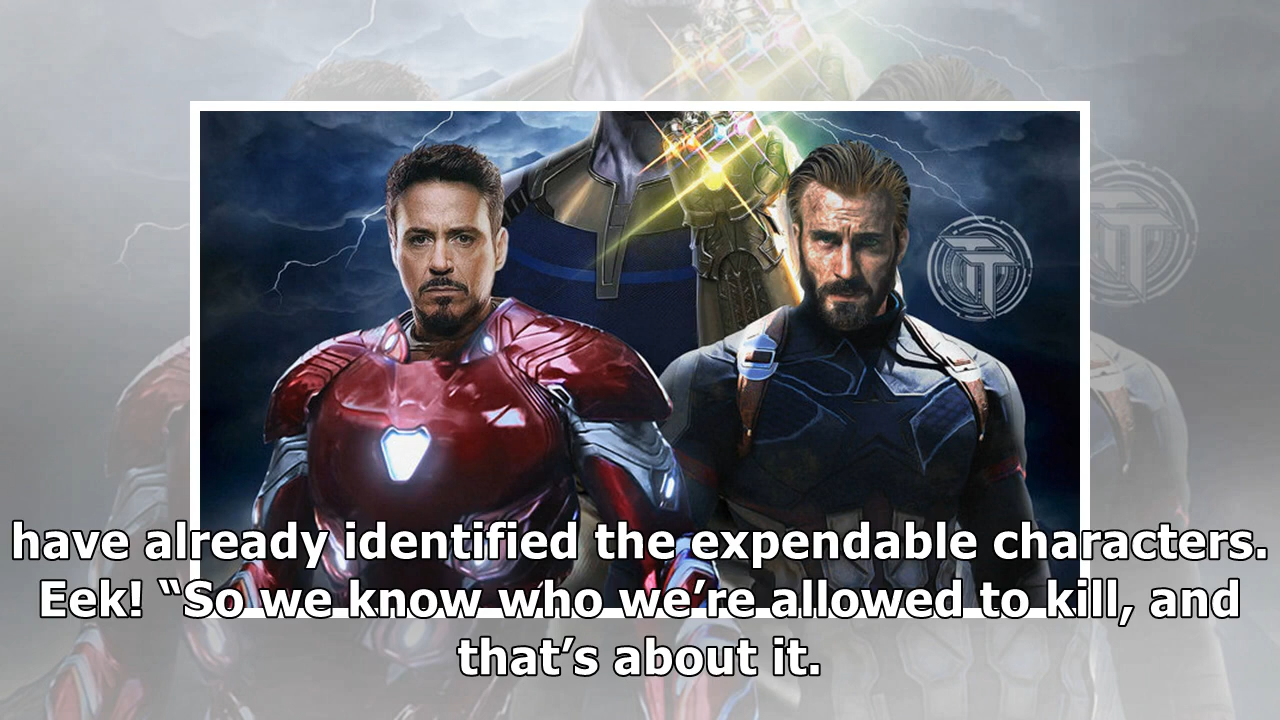 have already identified the expendable characters.
Eek! “So we know who we’re allowed to kill, and
that’s about it.